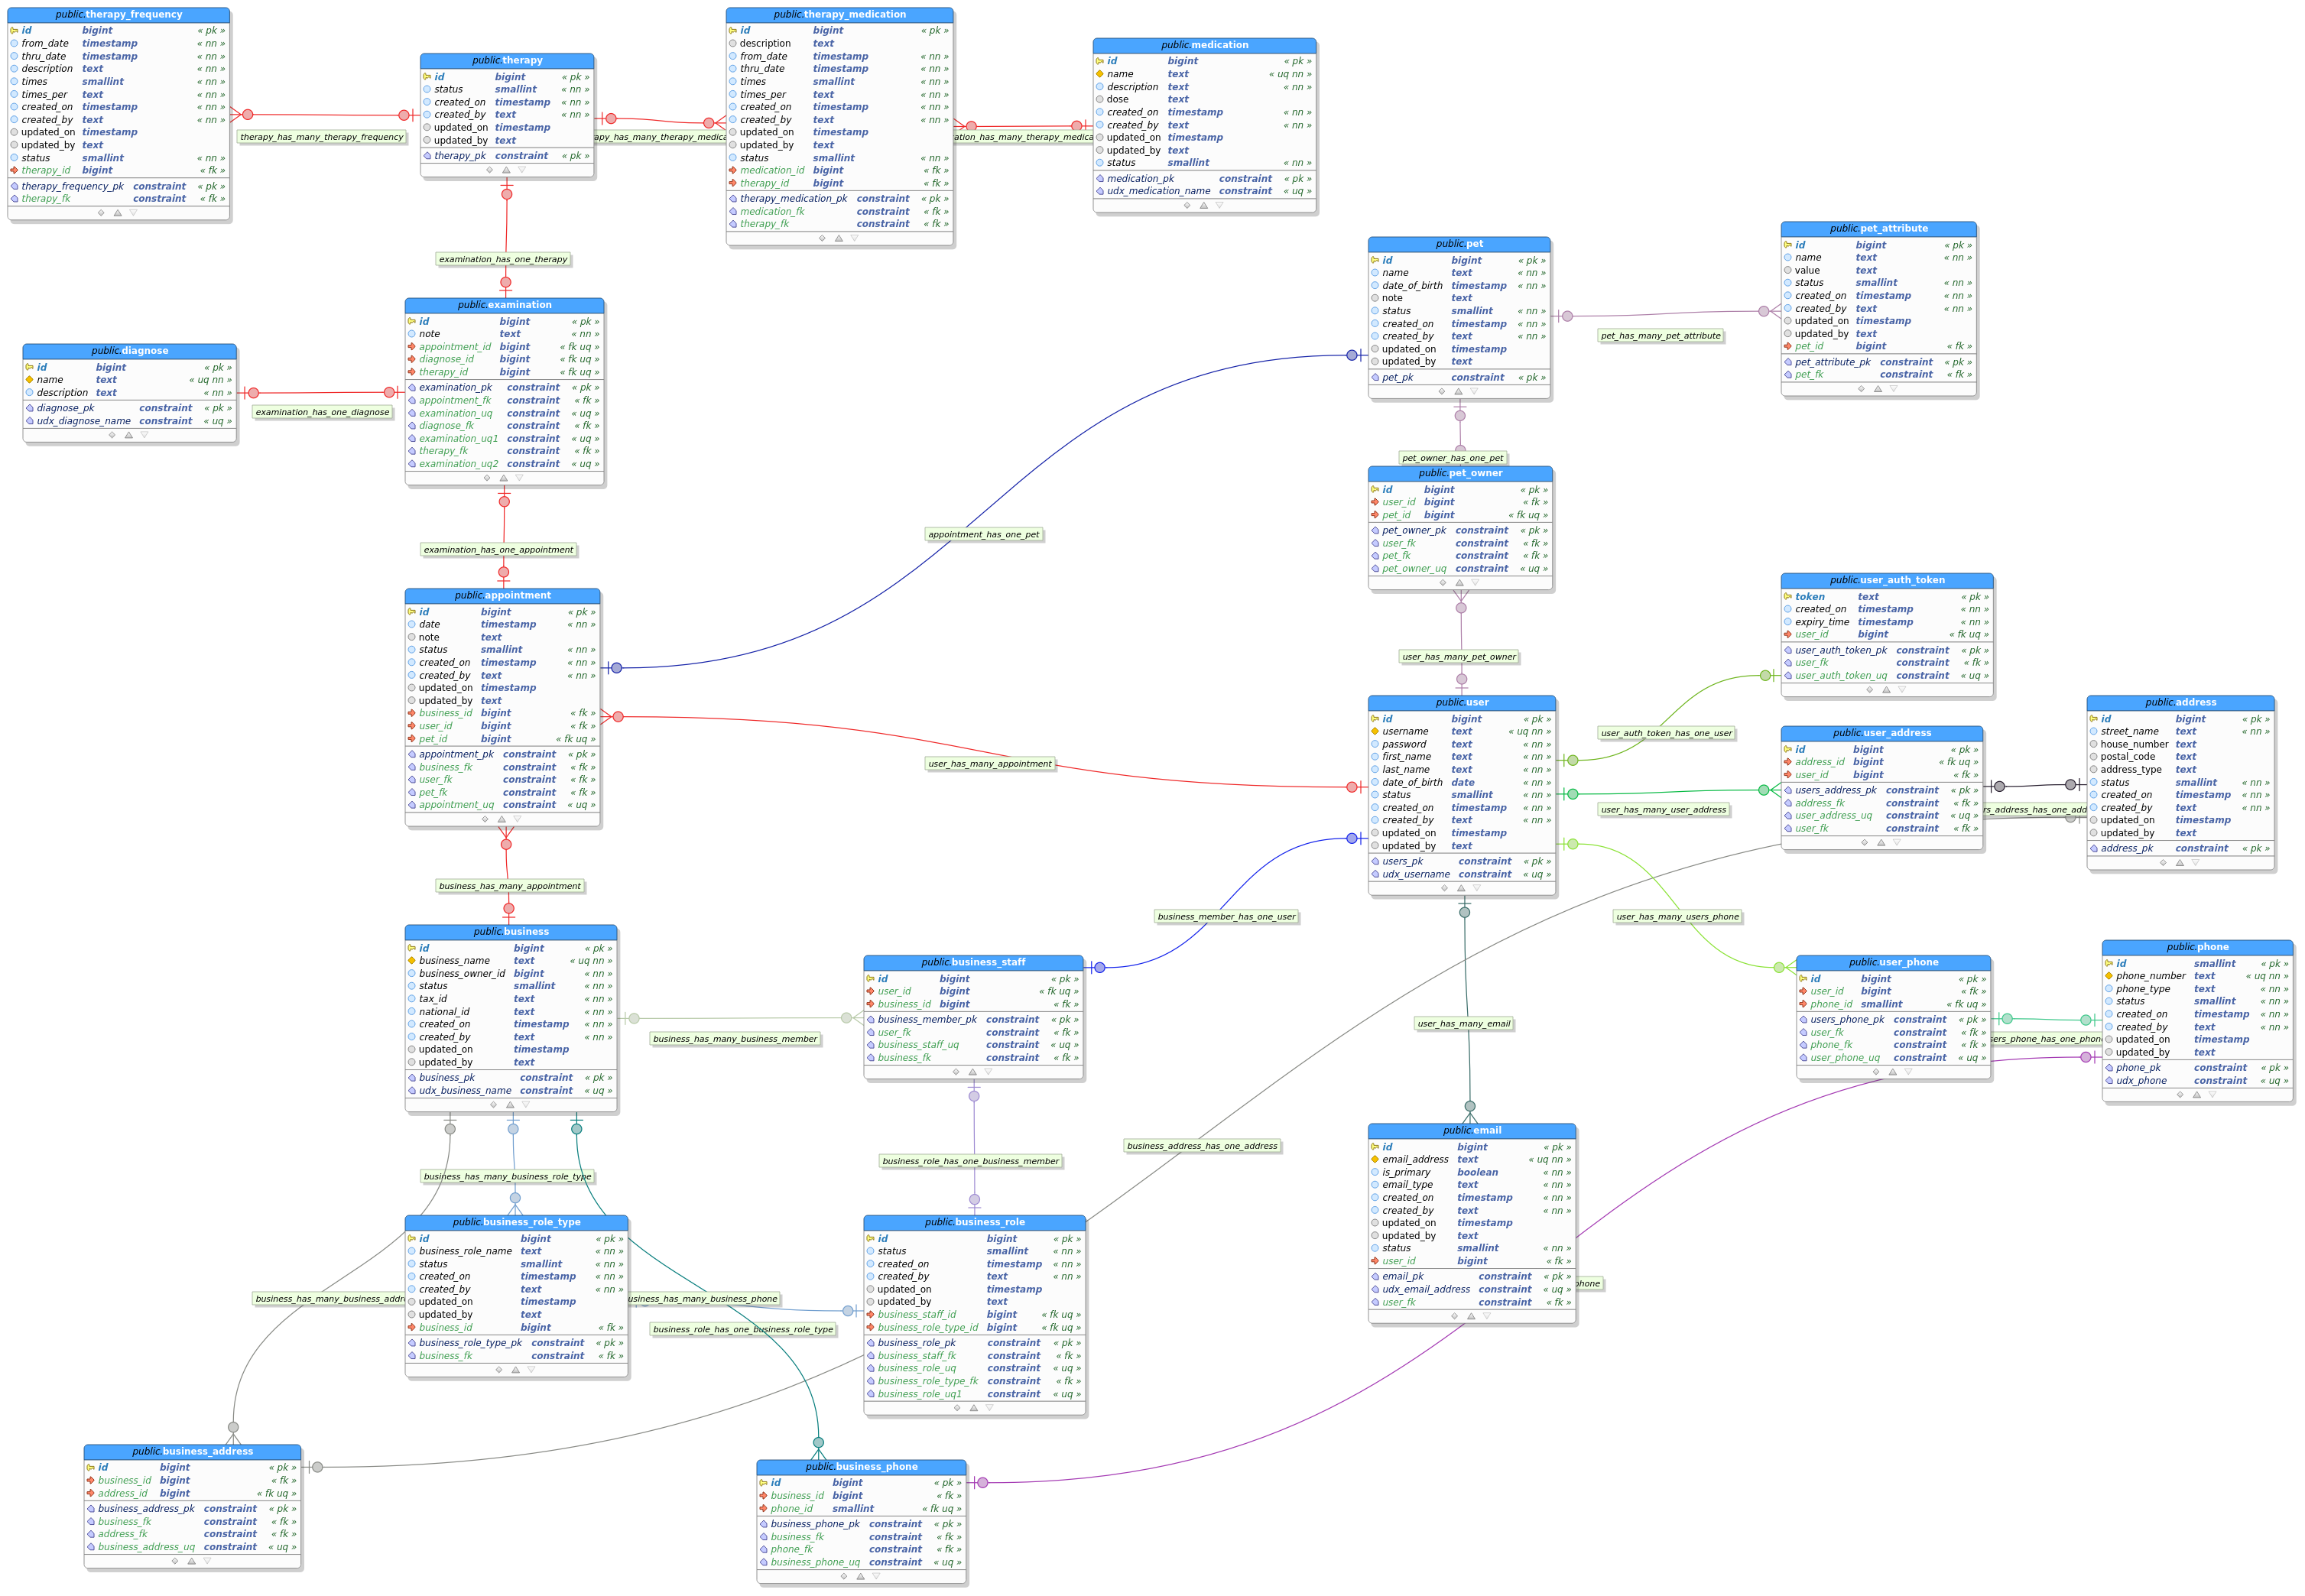 public.therapy_frequency
id bigint « pk »
from_date timestamp « nn »
thru_date timestamp « nn »
description text « nn »
times smallint « nn »
times_per text « nn »
created_on timestamp « nn »
created_by text « nn »
updated_on timestamp
updated_by text
status smallint « nn »
therapy_id bigint « fk »
therapy_frequency_pk constraint « pk »
therapy_fk constraint « fk »
therapy_has_many_therapy_frequency
public.therapy
id bigint « pk »
status smallint « nn »
created_on timestamp « nn »
created_by text « nn »
updated_on timestamp
updated_by text
therapy_pk constraint « pk »
apy_has_many_therapy_medica
public.therapy_medication
id bigint « pk »
description text
from_date timestamp « nn »
thru_date timestamp « nn »
times smallint « nn »
times_per text « nn »
created_on timestamp « nn »
created_by text « nn »
updated_on timestamp
updated_by text
status smallint « nn »
medication_id bigint « fk »
therapy_id bigint « fk »
therapy_medication_pk constraint « pk »
medication_fk constraint « fk »
therapy_fk constraint « fk »
ation_has_many_therapy_medica
public.medication
id bigint « pk »
name text « uq nn »
description text « nn »
dose text
created_on timestamp « nn »
created_by text « nn »
updated_on timestamp
updated_by text
status smallint « nn »
medication_pk constraint « pk »
udx_medication_name constraint « uq »
examination_has_one_therapy
public.pet
id bigint « pk »
name text « nn »
date_of_birth timestamp « nn »
note text
status smallint « nn »
created_on timestamp « nn »
created_by text « nn »
updated_on timestamp
updated_by text
pet_pk constraint « pk »
pet_has_many_pet_attribute
public.pet_attribute
id bigint « pk »
name text « nn »
value text
status smallint « nn »
created_on timestamp « nn »
created_by text « nn »
updated_on timestamp
updated_by text
pet_id bigint « fk »
pet_attribute_pk constraint « pk »
pet_fk constraint « fk »
public.diagnose
id bigint « pk »
name text « uq nn »
description text « nn »
diagnose_pk constraint « pk »
udx_diagnose_name constraint « uq »
examination_has_one_diagnose
public.examination
id bigint « pk »
note text « nn »
appointment_id bigint « fk uq »
diagnose_id bigint « fk uq »
therapy_id bigint « fk uq »
examination_pk constraint « pk »
appointment_fk constraint « fk »
examination_uq constraint « uq »
diagnose_fk constraint « fk »
examination_uq1 constraint « uq »
therapy_fk constraint « fk »
examination_uq2 constraint « uq »
examination_has_one_appointment
appointment_has_one_pet
pet_owner_has_one_pet
public.pet_owner
id bigint « pk »
user_id bigint « fk »
pet_id bigint « fk uq »
pet_owner_pk constraint « pk »
user_fk constraint « fk »
pet_fk constraint « fk »
pet_owner_uq constraint « uq »
user_has_many_pet_owner
public.appointment
id bigint « pk »
date timestamp « nn »
note text
status smallint « nn »
created_on timestamp « nn »
created_by text « nn »
updated_on timestamp
updated_by text
business_id bigint « fk »
user_id bigint « fk »
pet_id bigint « fk uq »
appointment_pk constraint « pk »
business_fk constraint « fk »
user_fk constraint « fk »
pet_fk constraint « fk »
appointment_uq constraint « uq »
user_has_many_appointment
public.user
id bigint « pk »
username text « uq nn »
password text « nn »
first_name text « nn »
last_name text « nn »
date_of_birth date « nn »
status smallint « nn »
created_on timestamp « nn »
created_by text « nn »
updated_on timestamp
updated_by text
users_pk constraint « pk »
udx_username constraint « uq »
public.user_auth_token
token text « pk »
created_on timestamp « nn »
expiry_time timestamp « nn »
user_id bigint « fk uq »
user_auth_token_pk constraint « pk »
user_fk constraint « fk »
user_auth_token_uq constraint « uq »
user_auth_token_has_one_user
public.user_address
id bigint « pk »
address_id bigint « fk uq »
user_id bigint « fk »
users_address_pk constraint « pk »
address_fk constraint « fk »
user_address_uq constraint « uq »
user_fk constraint « fk »
user_has_many_user_address
rs_address_has_one_add
public.address
id bigint « pk »
street_name text « nn »
house_number text
postal_code text
address_type text
status smallint « nn »
created_on timestamp « nn »
created_by text « nn »
updated_on timestamp
updated_by text
address_pk constraint « pk »
business_has_many_appointment
business_member_has_one_user
user_has_many_users_phone
public.business
id bigint « pk »
business_name text « uq nn »
business_owner_id bigint « nn »
status smallint « nn »
tax_id text « nn »
national_id text « nn »
created_on timestamp « nn »
created_by text « nn »
updated_on timestamp
updated_by text
business_pk constraint « pk »
udx_business_name constraint « uq »
business_has_many_business_member
public.business_staff
id bigint « pk »
user_id bigint « fk uq »
business_id bigint « fk »
business_member_pk constraint « pk »
user_fk constraint « fk »
business_staff_uq constraint « uq »
business_fk constraint « fk »
user_has_many_email
public.user_phone
id bigint « pk »
user_id bigint « fk »
phone_id smallint « fk uq »
users_phone_pk constraint « pk »
user_fk constraint « fk »
phone_fk constraint « fk »
user_phone_uq constraint « uq »
sers_phone_has_one_phon
public.phone
id smallint « pk »
phone_number text « uq nn »
phone_type text « nn »
status smallint « nn »
created_on timestamp « nn »
created_by text « nn »
updated_on timestamp
updated_by text
phone_pk constraint « pk »
udx_phone constraint « uq »
business_has_many_business_role_type
business_role_has_one_business_member
business_address_has_one_address
public.email
id bigint « pk »
email_address text « uq nn »
is_primary boolean « nn »
email_type text « nn »
created_on timestamp « nn »
created_by text « nn »
updated_on timestamp
updated_by text
status smallint « nn »
user_id bigint « fk »
email_pk constraint « pk »
udx_email_address constraint « uq »
user_fk constraint « fk »
phone
business_has_many_business_addre
public.business_role_type
id bigint « pk »
business_role_name text « nn »
status smallint « nn »
created_on timestamp « nn »
created_by text « nn »
updated_on timestamp
updated_by text
business_id bigint « fk »
business_role_type_pk constraint « pk »
business_fk constraint « fk »
usiness_has_many_business_phone
business_role_has_one_business_role_type
public.business_role
id bigint « pk »
status smallint « nn »
created_on timestamp « nn »
created_by text « nn »
updated_on timestamp
updated_by text
business_staff_id bigint « fk uq »
business_role_type_id bigint « fk uq »
business_role_pk constraint « pk »
business_staff_fk constraint « fk »
business_role_uq constraint « uq »
business_role_type_fk constraint « fk »
business_role_uq1 constraint « uq »
public.business_address
id bigint « pk »
business_id bigint « fk »
address_id bigint « fk uq »
business_address_pk constraint « pk »
business_fk constraint « fk »
address_fk constraint « fk »
business_address_uq constraint « uq »
public.business_phone
id bigint « pk »
business_id bigint « fk »
phone_id smallint « fk uq »
business_phone_pk constraint « pk »
business_fk constraint « fk »
phone_fk constraint « fk »
business_phone_uq constraint « uq »